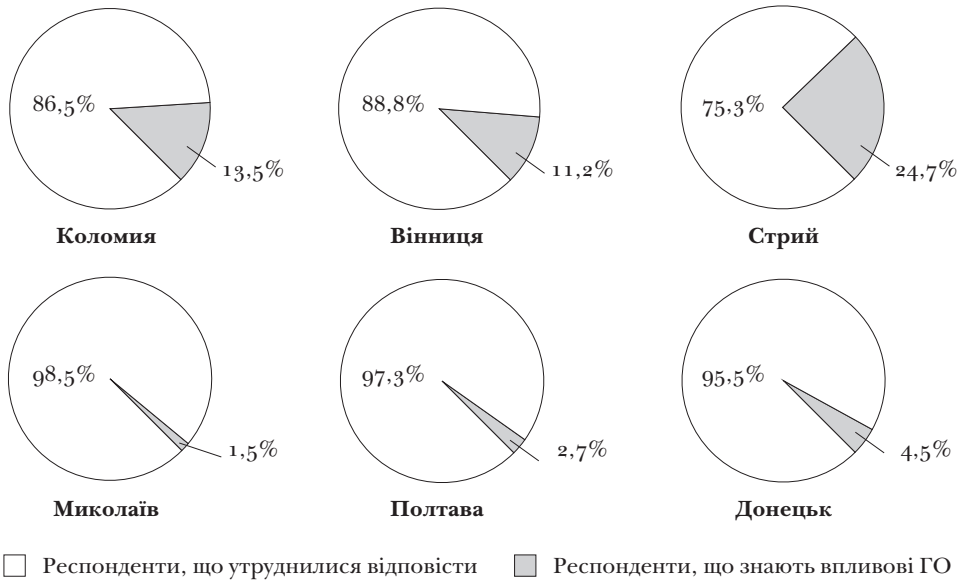 86,5%
13,5%
Коломия
88,8%
11,2%
Вінниця
75,3%
24,7%
Стрий
98,5%
1,5%
Миколаїв
97,3%
2,7%
Полтава
95,5%
4,5%
Донецьк
Респонденти, що утруднилися відповісти
Респонденти, що знають впливові ГО